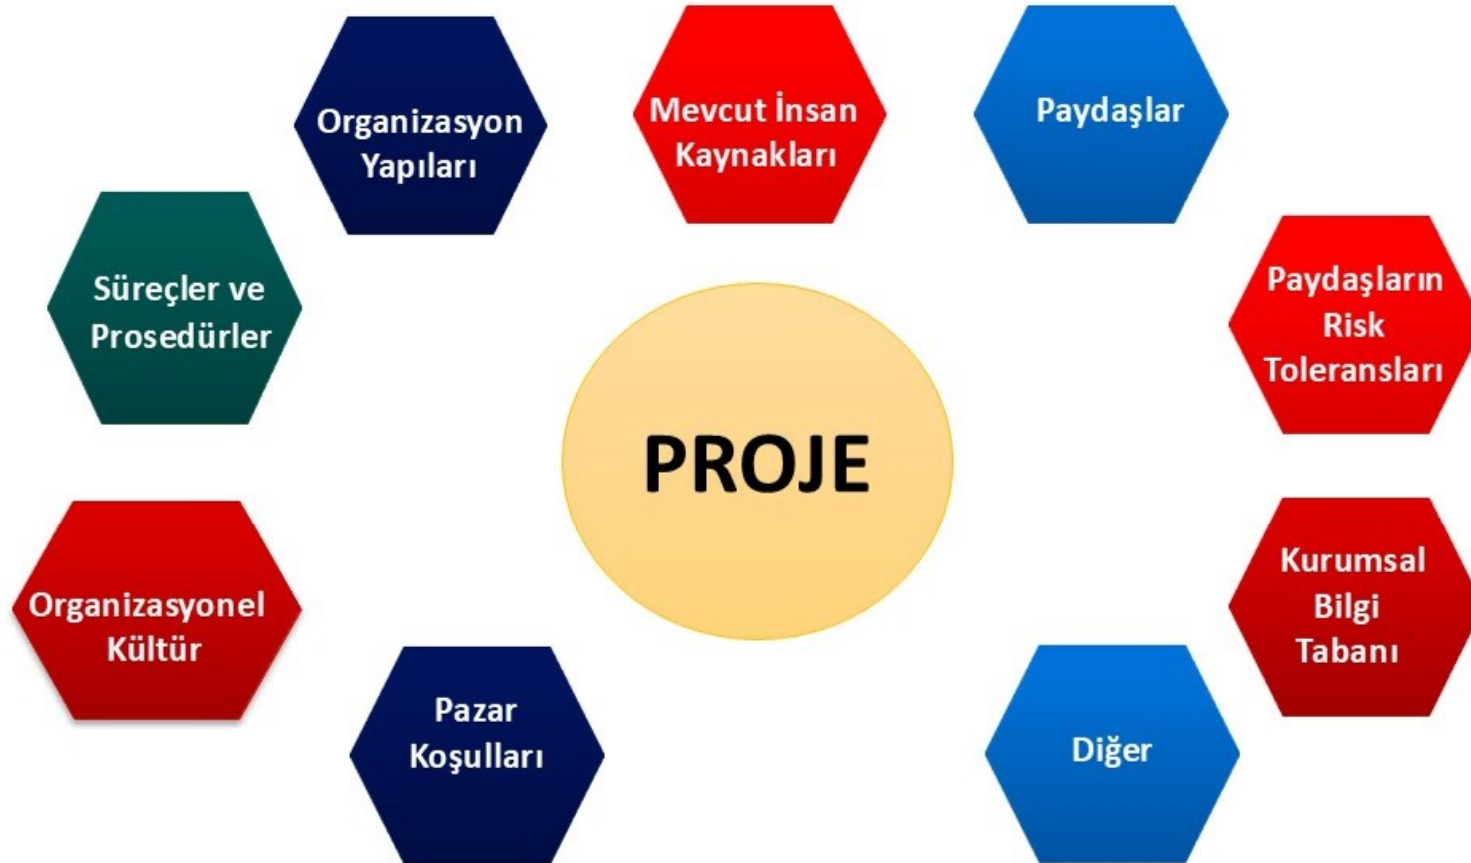 Organizasyon
Yapıları
Mevcut İnsan
Kaynakları
Paydaşlar
Süreçler ve
Prosedürler
Paydaşların
Risk
Toleransları
PROJE
Organizasyonel
Kültür
Kurumsal
Bilgi
Tabanı
Pazar
Koşulları
Diğer